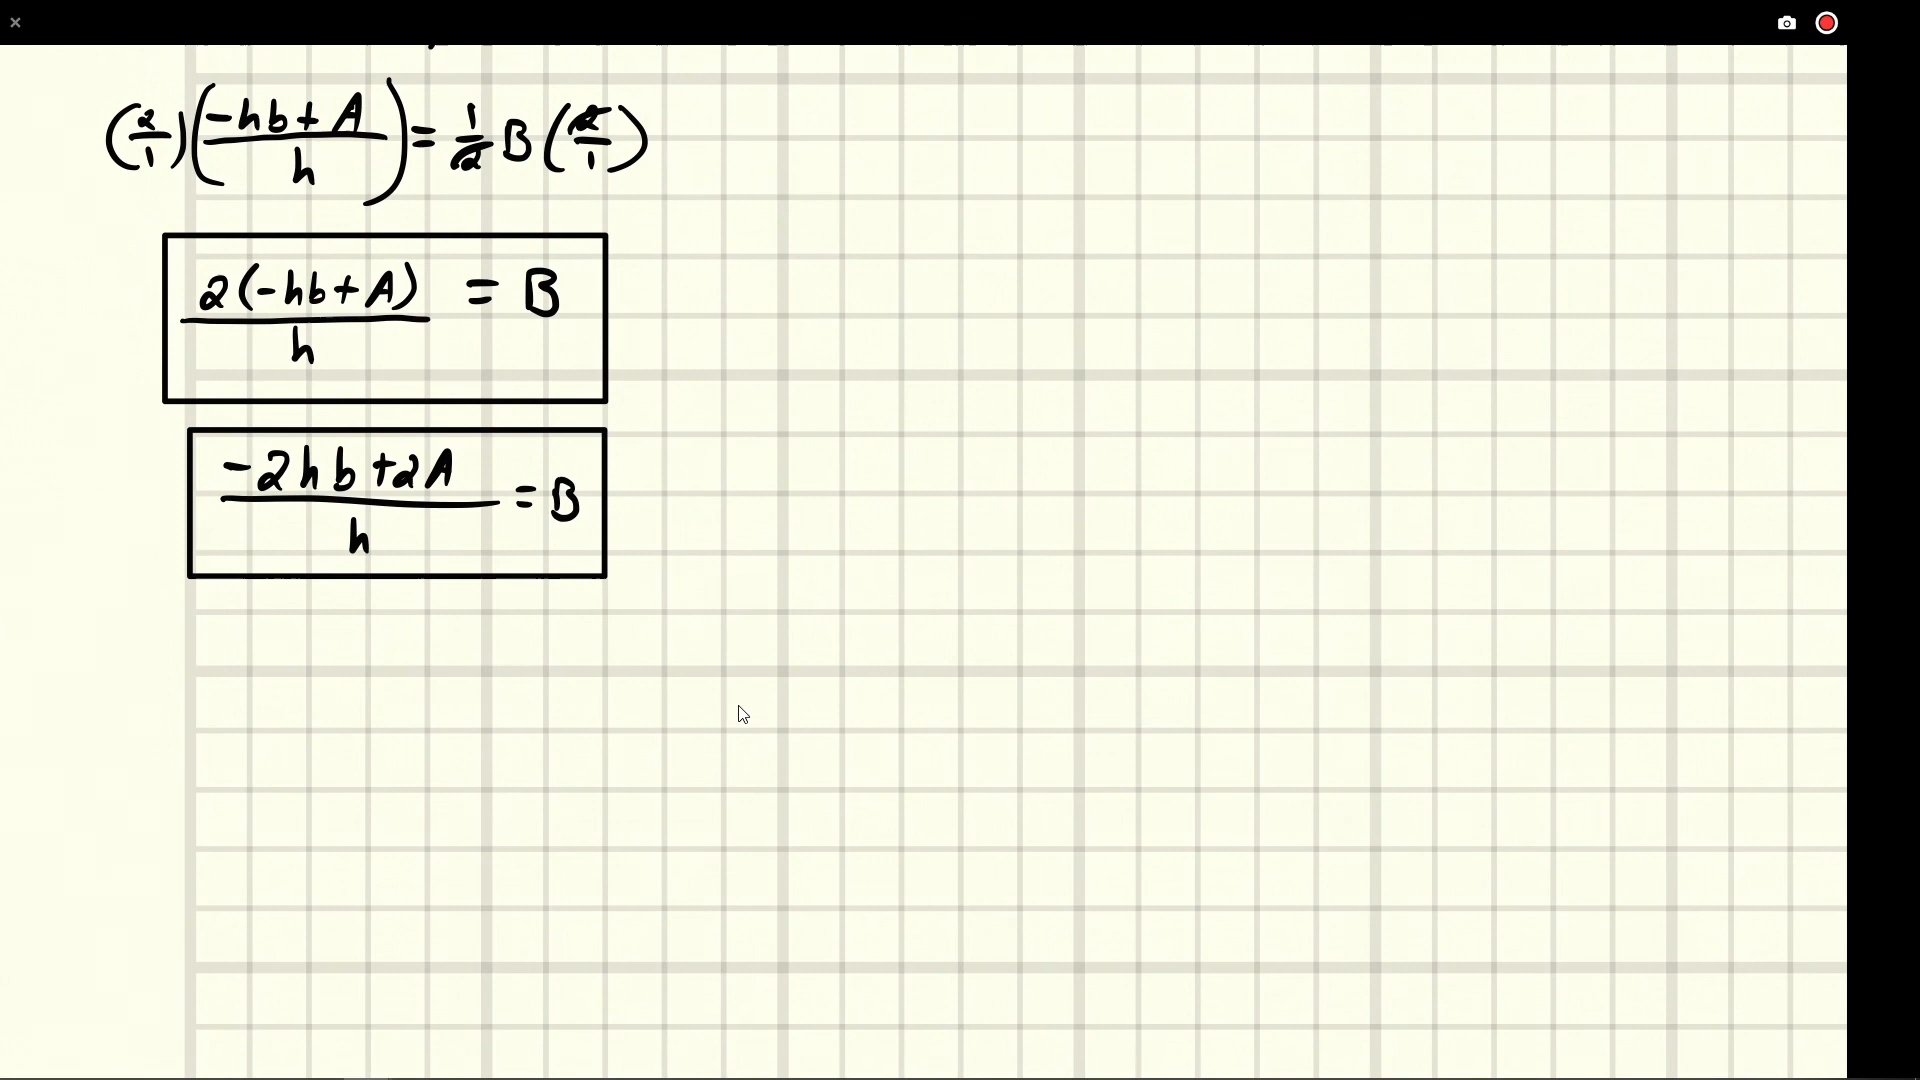 (2/1)((-hb+A)/h) = 1/2 B (2/1)
2(-hb+A)/h = B
(-2hb+2A)/h = B